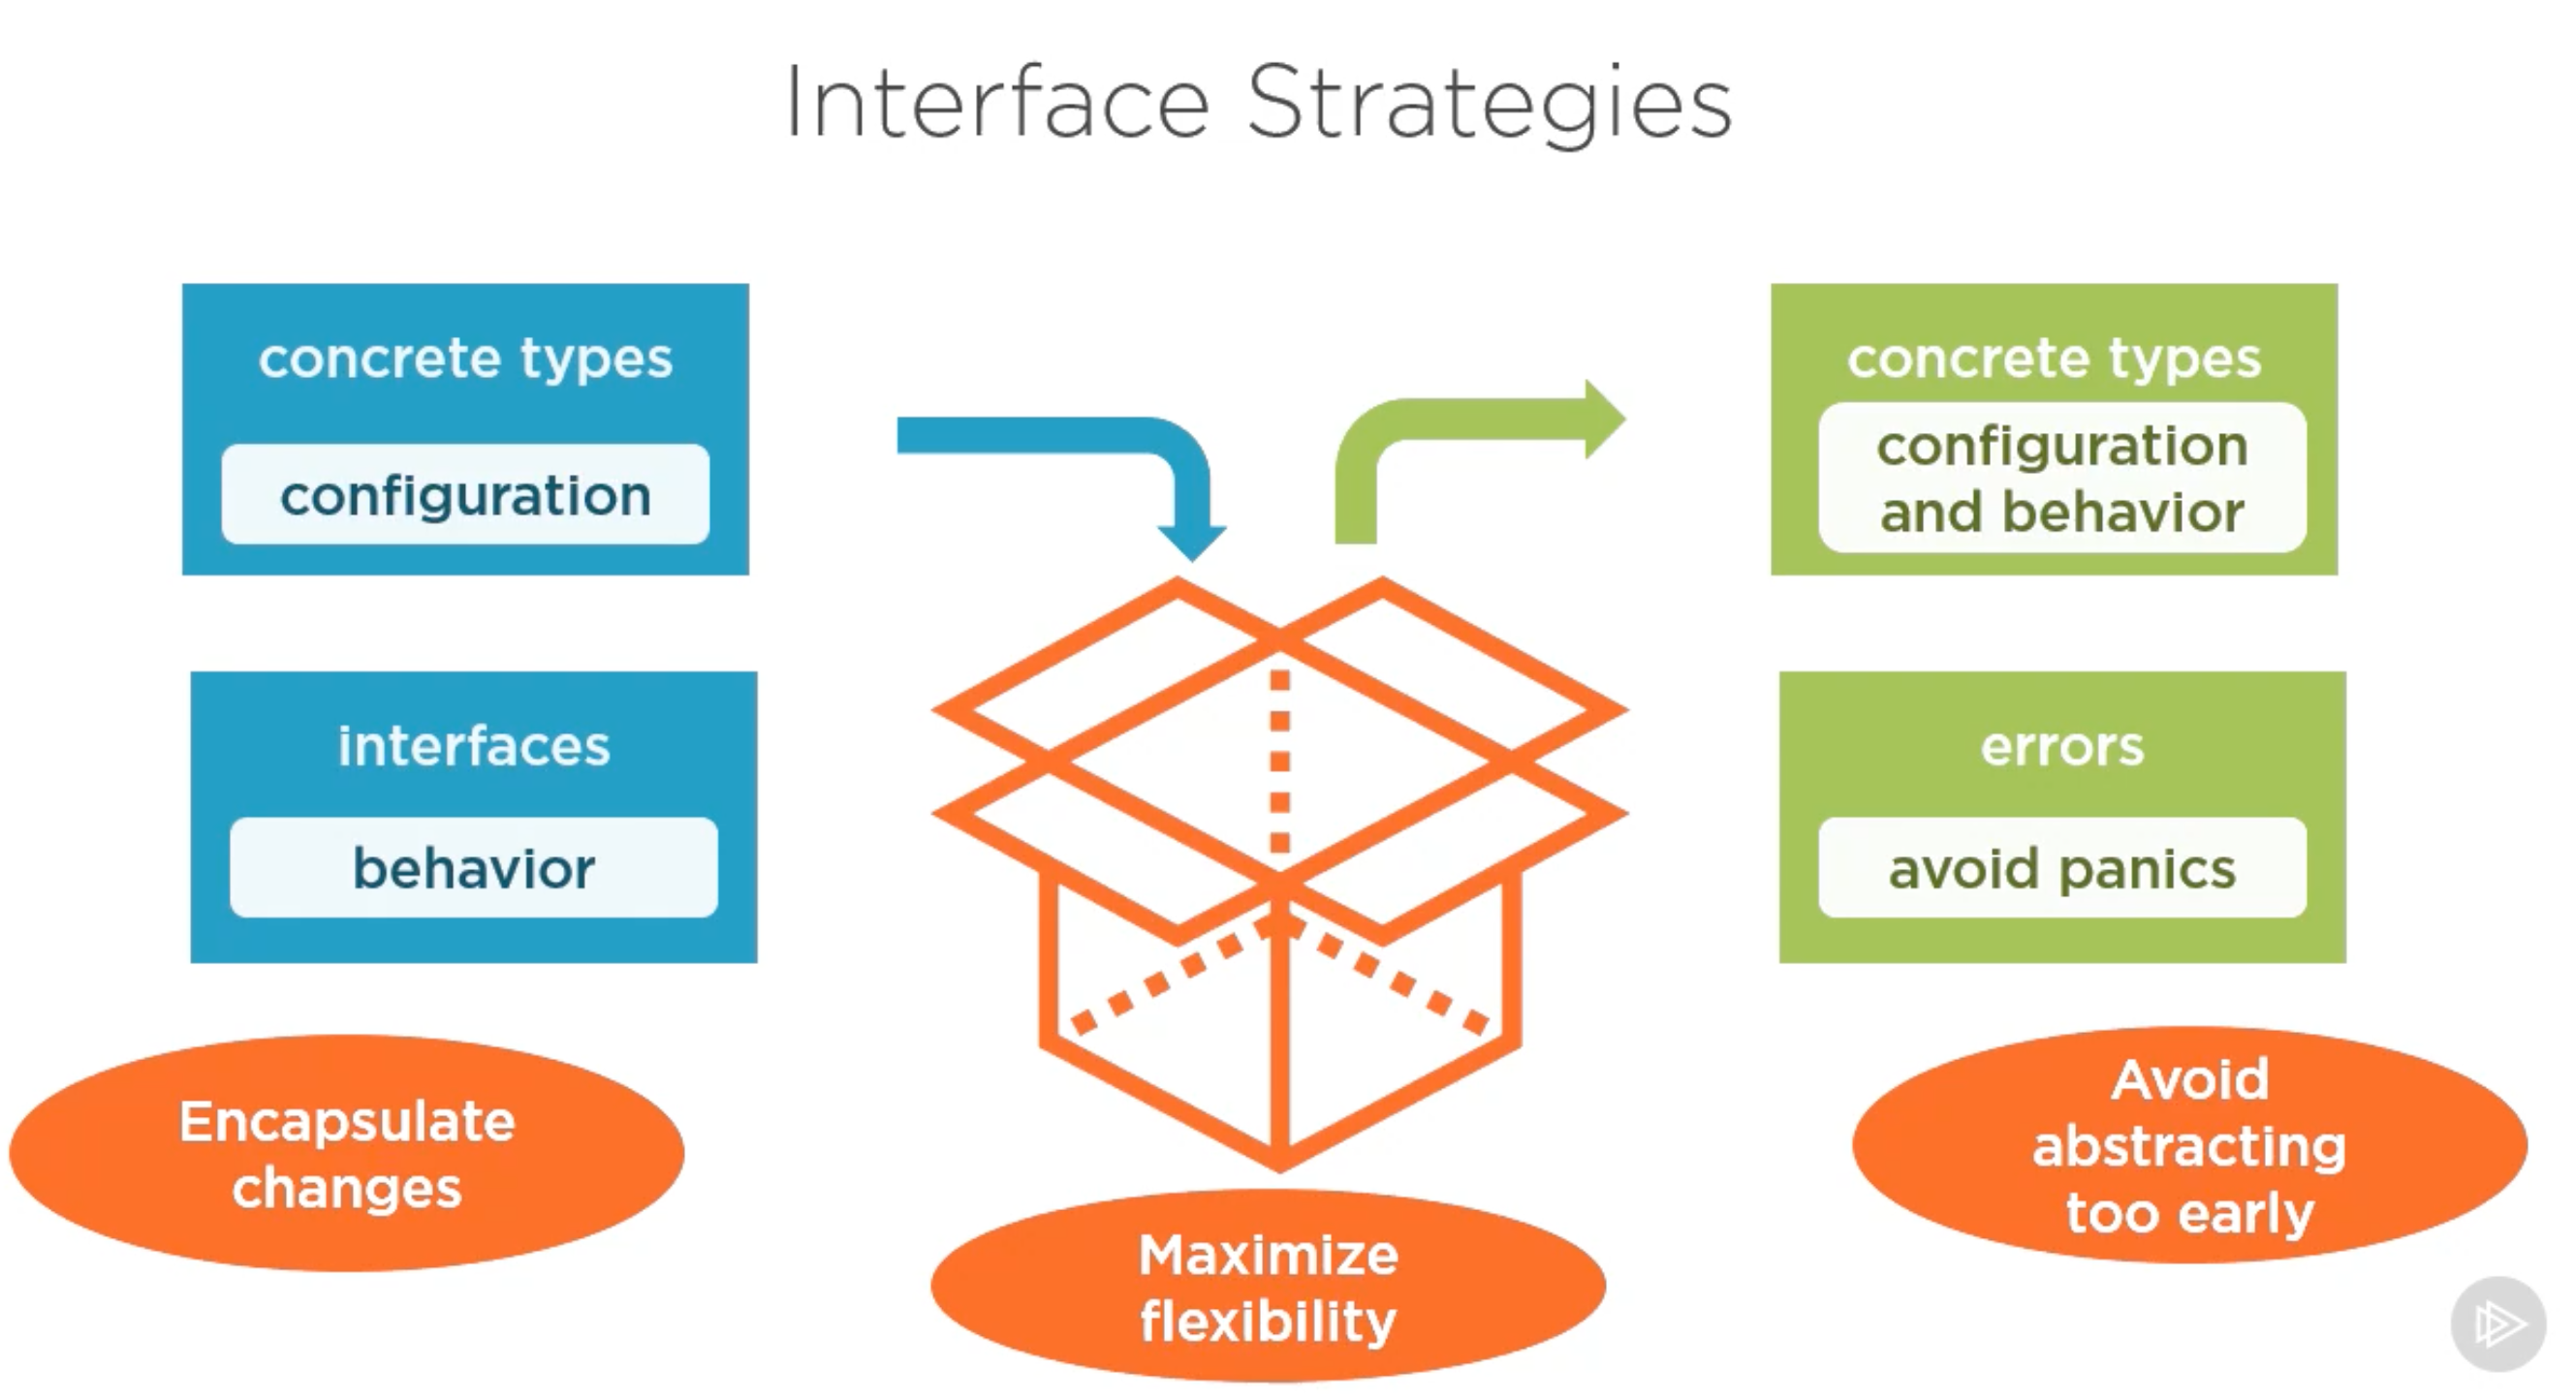 Interface Strategies
concrete types
configuration
interfaces
behavior
concrete types
configuration
and behavior
errors
avoid panics
Encapsulate
changes
Maximize
flexibility
Avoid
abstracting
too early